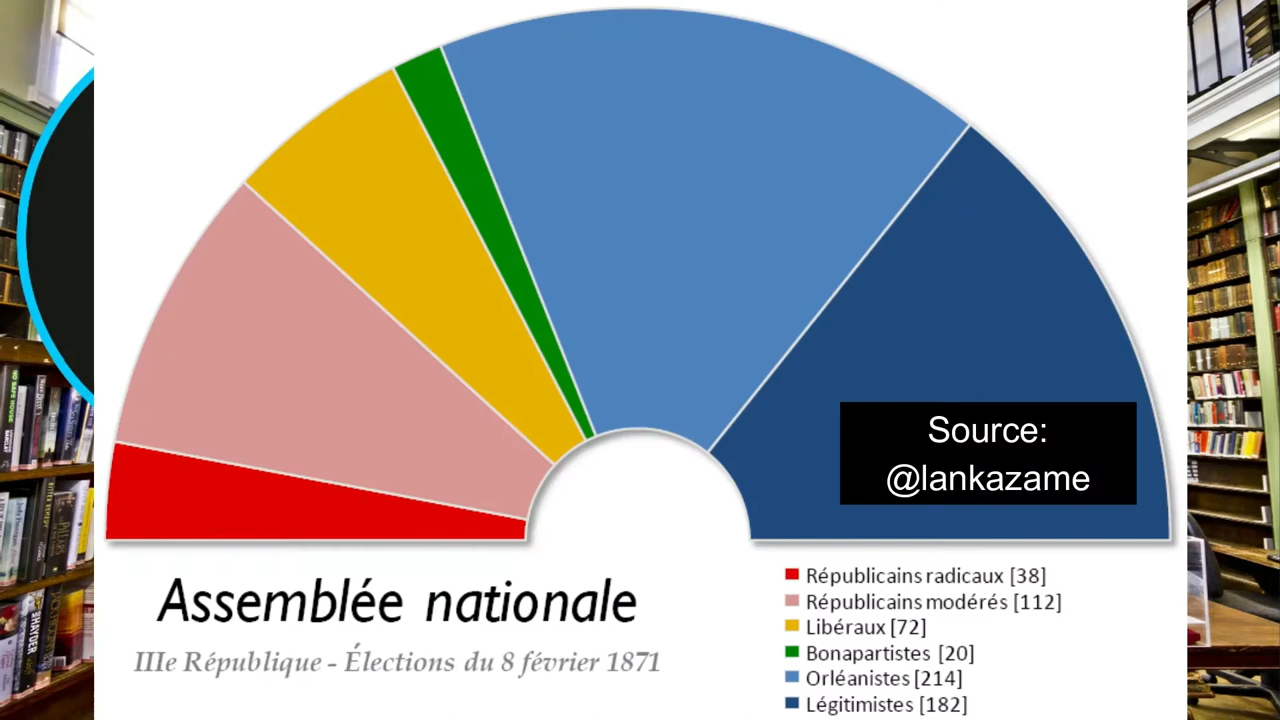 Source:
@lankazame
Assemblée nationale
IIIe République - Élections du 8 février 1871
Républicains radicaux [38]
Républicains modérés [112]
Libéraux [72]
Bonapartistes [20]
Orléanistes [214]
Légitimistes [182]